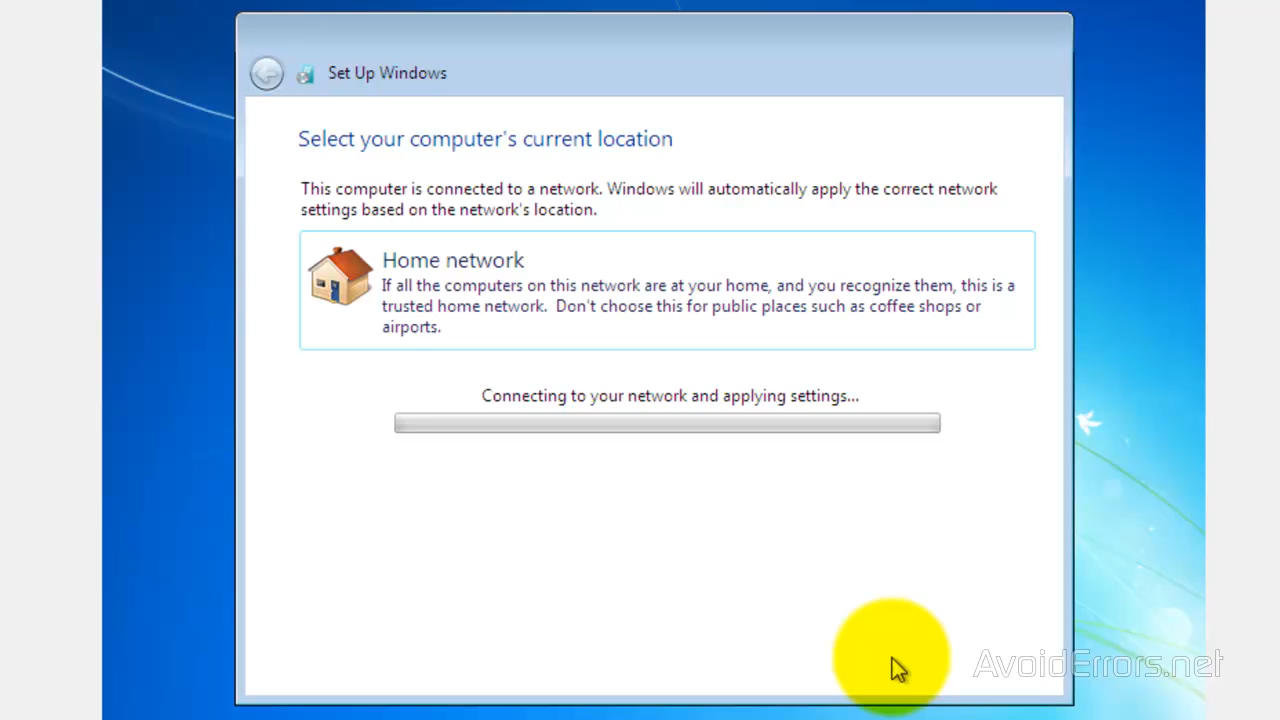 Set Up Windows
Select your computer's current location
This computer is connected to a network. Windows will automatically apply the correct network
settings based on the network's location.
Home network
If all the computers on this network are at your home, and you recognize them, this is a
trusted home network. Don't choose this for public places such as coffee shops or
airports.
Connecting to your network and applying settings...
AvoidErrors.net